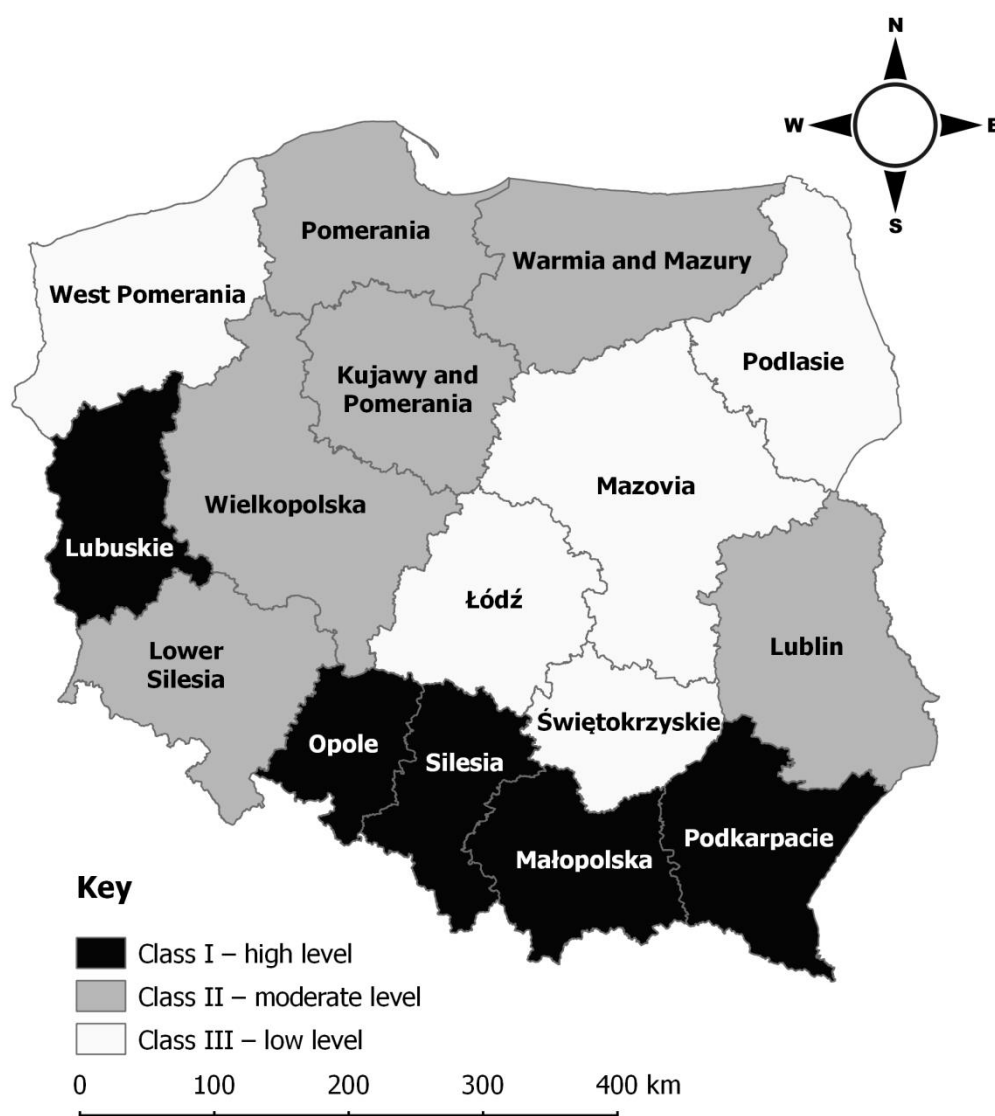 N
W E
S
Pomerania
Warmia and Mazury
West Pomerania
Podlasie
Kujawy and
Pomerania
Mazovia
Wielkopolska
Lubuskie
Łódź
Lower
Silesia
Lublin
Świętokrzyskie
Opole
Silesia
Podkarpacie
Małopolska
Key
Class I – high level
Class II – moderate level
Class III – low level
0 100 200 300 400 km